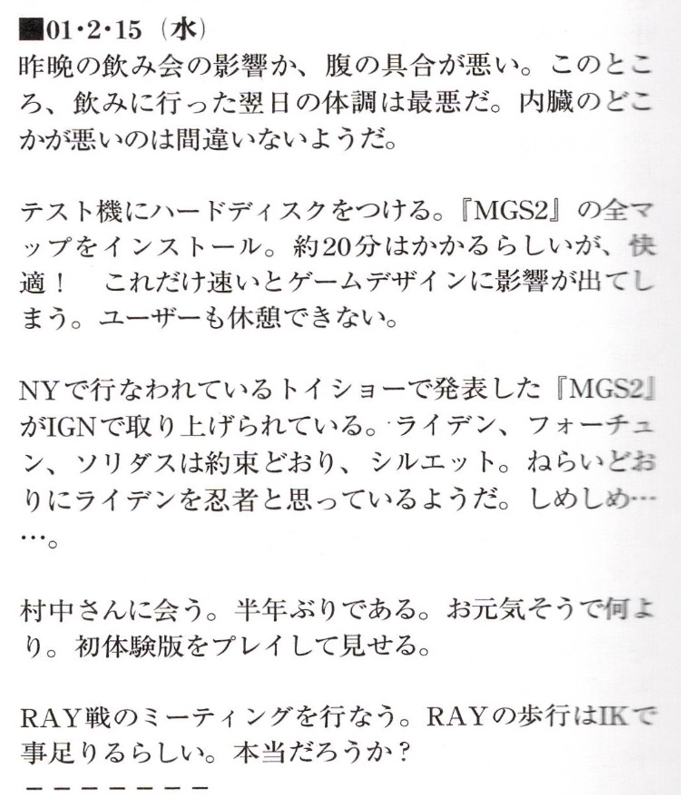 ■01・2・15（水）
昨晩の飲み会の影響か、腹の具合が悪い。このとこ
ろ、飲みに行った翌日の体調は最悪だ。内臓のどこ
かが悪いのは間違いないようだ。
テスト機にハードディスクをつける。『MGS2』の全マ
ップをインストール。約20分はかかるらしいが、快
適！　これだけ速いとゲームデザインに影響が出てし
まう。ユーザーも休憩できない。
NYで行なわれているトイショーで発表した『MGS2』
がIGNで取り上げられている。ライデン、フォーチュ
ン、ソリダスは約束どおり、シルエット。ねらいどお
りにライデンを忍者と思っているようだ。しめしめ…
…。
村中さんに会う。半年ぶりである。お元気そうで何よ
り。初体験版をプレイして見せる。
RAY戦のミーティングを行なう。RAYの歩行はIKで
事足りるらしい。本当だろうか？
－－－－－－－